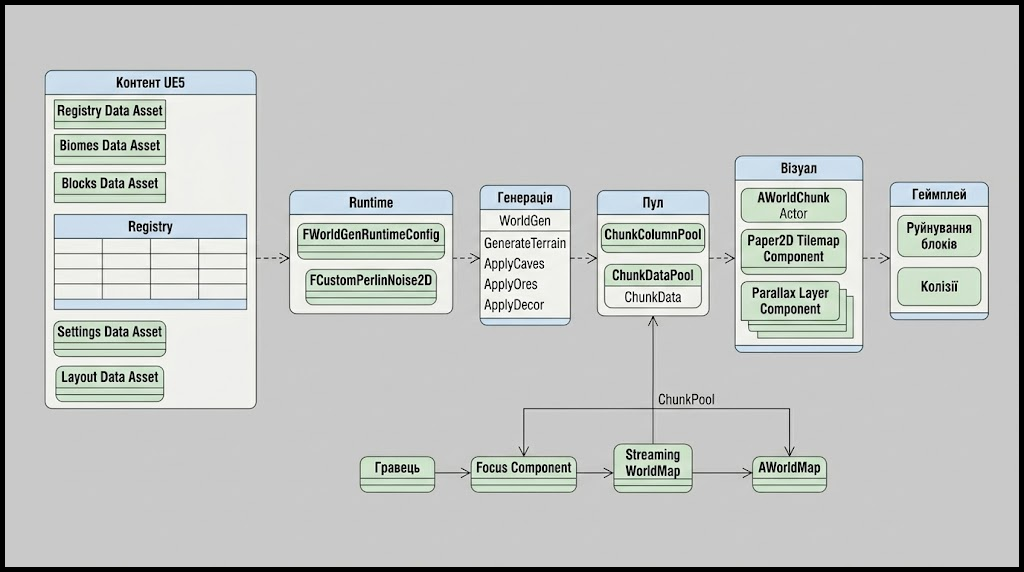 Контент UE5
Registry Data Asset
Biomes Data Asset
Blocks Data Asset
Registry
Settings Data Asset
Layout Data Asset
Runtime
FWorldGenRuntimeConfig
FCustomPerlinNoise2D
Генерація
WorldGen
GenerateTerrain
ApplyCaves
ApplyOres
ApplyDecor
Пул
ChunkColumnPool
ChunkDataPool
ChunkData
Візуал
AWorldChunk
Actor
Paper2D Tilemap
Component
Parallax Layer
Component
Геймплей
Руйнування
блоків
Колізії
ChunkPool
Гравець
Focus Component
Streaming
WorldMap
AWorldMap